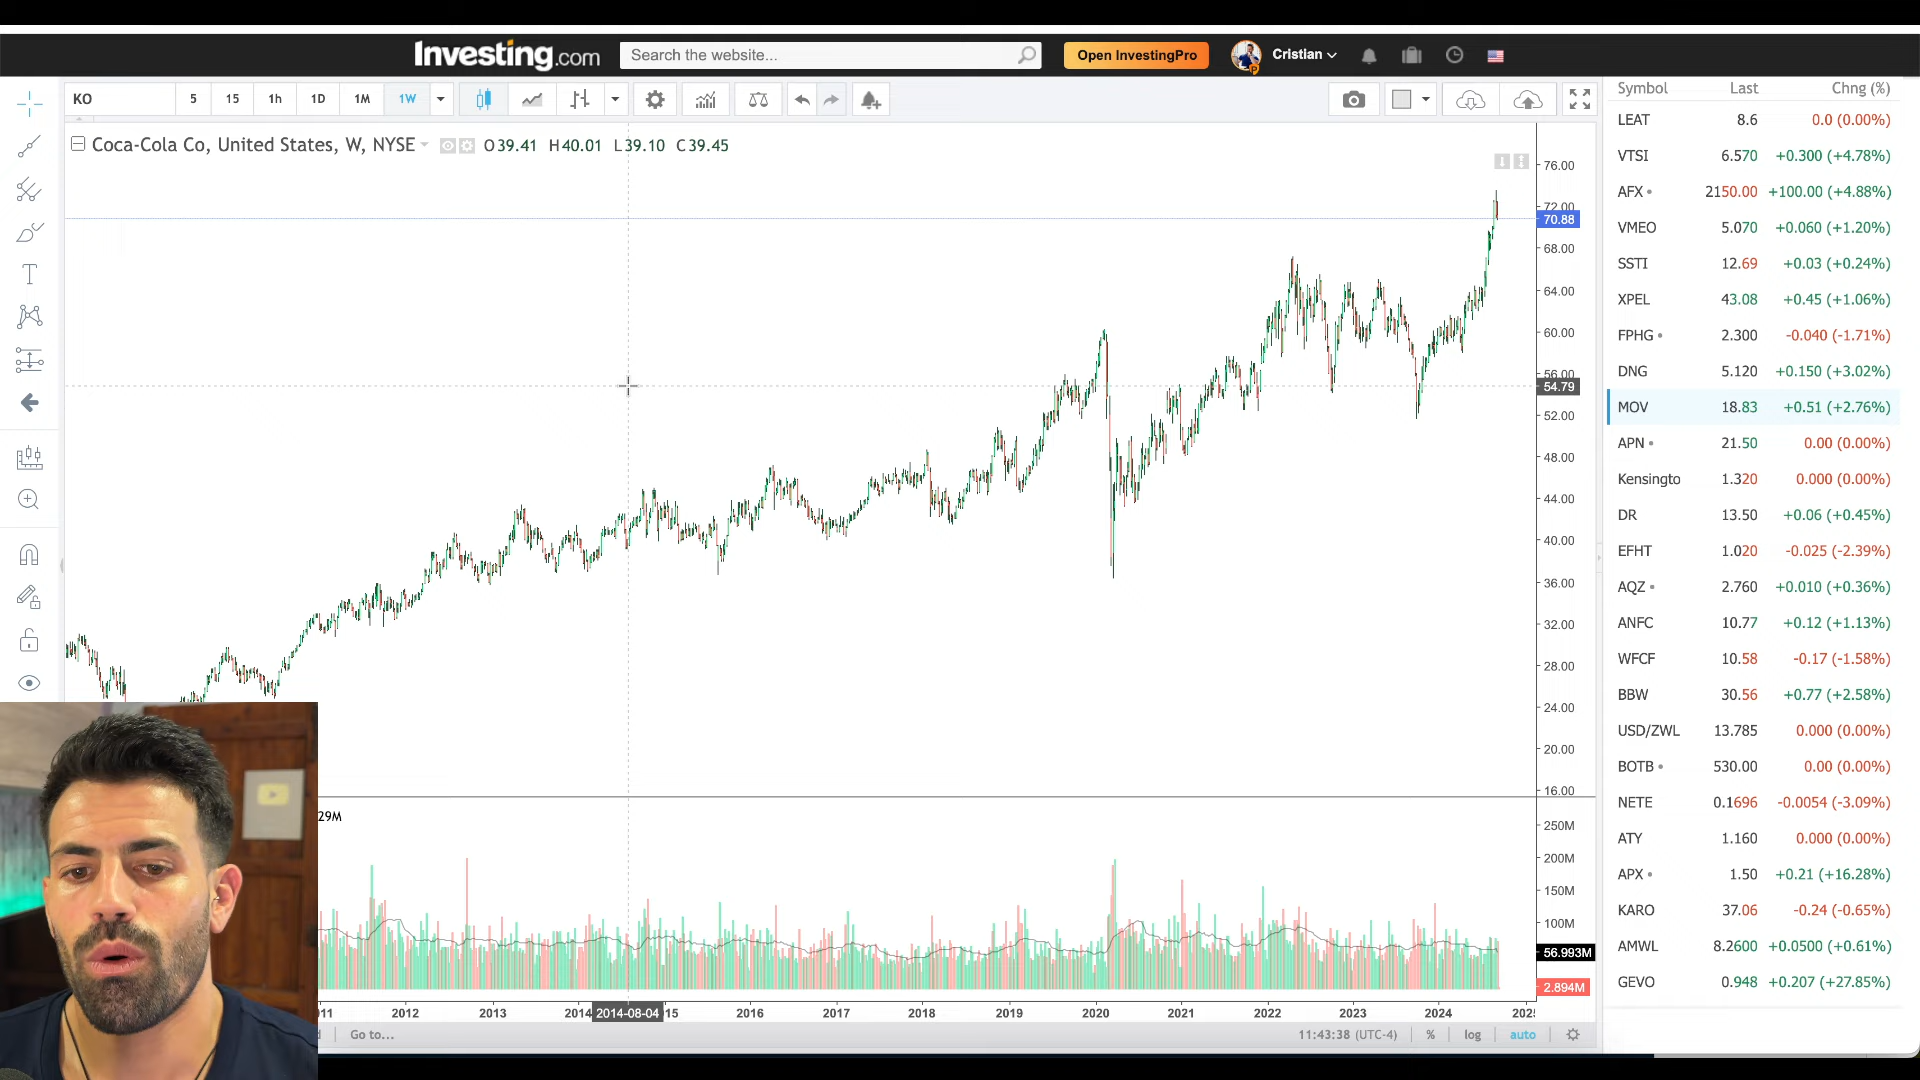 Investing.com
Search the website...
Open InvestingPro
Cristian
KO
5 15 1h 1D 1M 1W
Coca-Cola Co, United States, W, NYSE O39.41 H40.01 L39.10 C39.45
76.00
72.00
70.88
68.00
64.00
60.00
56.00
54.79
52.00
48.00
44.00
40.00
36.00
32.00
28.00
24.00
20.00
16.00
29M
250M
200M
150M
100M
56.993M
2.894M
11 2012 2013 2014 2014-08-04 15 2016 2017 2018 2019 2020 2021 2022 2023 2024 2025
Go to... 11:43:38 (UTC-4) % log auto
Symbol Last Chng (%)
LEAT 8.6 0.0 (0.00%)
VTSI 6.570 +0.300 (+4.78%)
AFX 2150.00 +100.00 (+4.88%)
VMEO 5.070 +0.060 (+1.20%)
SSTI 12.69 +0.03 (+0.24%)
XPEL 43.08 +0.45 (+1.06%)
FPHG 2.300 -0.040 (-1.71%)
DNG 5.120 +0.150 (+3.02%)
MOV 18.83 +0.51 (+2.76%)
APN 21.50 0.00 (0.00%)
Kensingto 1.320 0.000 (0.00%)
DR 13.50 +0.06 (+0.45%)
EFHT 1.020 -0.025 (-2.39%)
AQZ 2.760 +0.010 (+0.36%)
ANFC 10.77 +0.12 (+1.13%)
WFCF 10.58 -0.17 (-1.58%)
BBW 30.56 +0.77 (+2.58%)
USD/ZWL 13.785 0.000 (0.00%)
BOTB 530.00 0.00 (0.00%)
NETE 0.1696 -0.0054 (-3.09%)
ATY 1.160 0.000 (0.00%)
APX 1.50 +0.21 (+16.28%)
KARO 37.06 -0.24 (-0.65%)
AMWL 8.2600 +0.0500 (+0.61%)
GEVO 0.948 +0.207 (+27.85%)